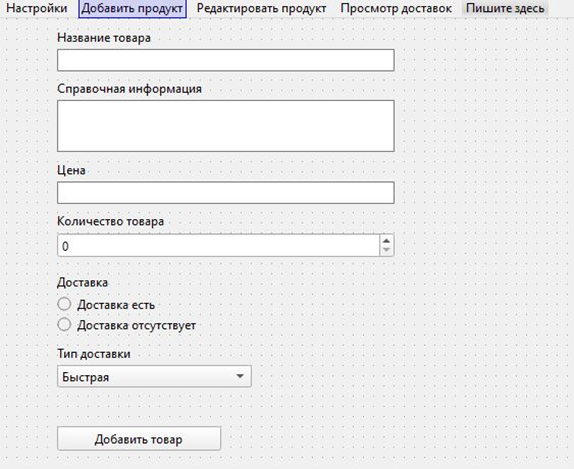 Настройки Добавить продукт Редактировать продукт Просмотр доставок Пишите здесь
Название товара
Справочная информация
Цена
Количество товара
0
Доставка
Доставка есть
Доставка отсутствует
Тип доставки
Быстрая
Добавить товар